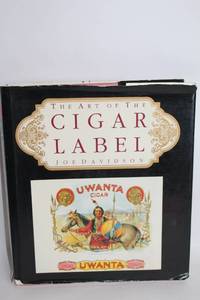 THE ART OF THE
CIGAR
LABEL
JOE DAVIDSON
UWANTA
CIGAR
UWANTA